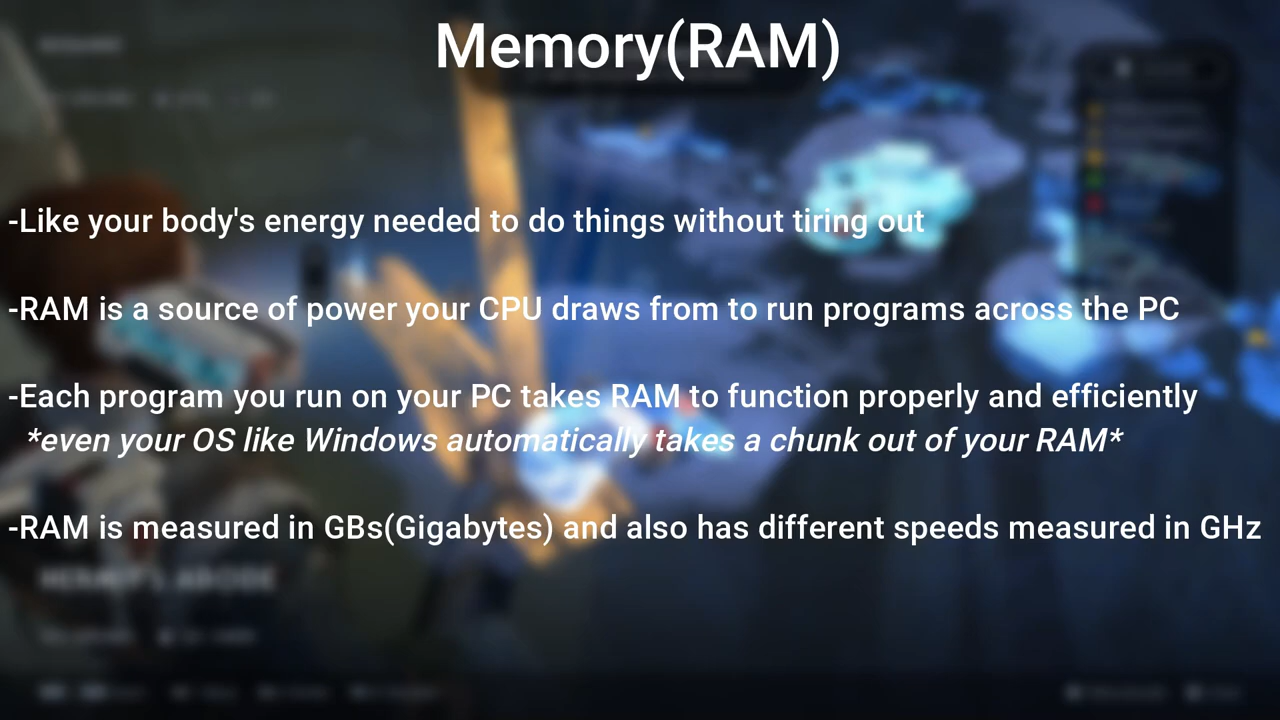 Memory(RAM)
-Like your body's energy needed to do things without tiring out
-RAM is a source of power your CPU draws from to run programs across the PC
-Each program you run on your PC takes RAM to function properly and efficiently
*even your OS like Windows automatically takes a chunk out of your RAM*
-RAM is measured in GBs(Gigabytes) and also has different speeds measured in GHz